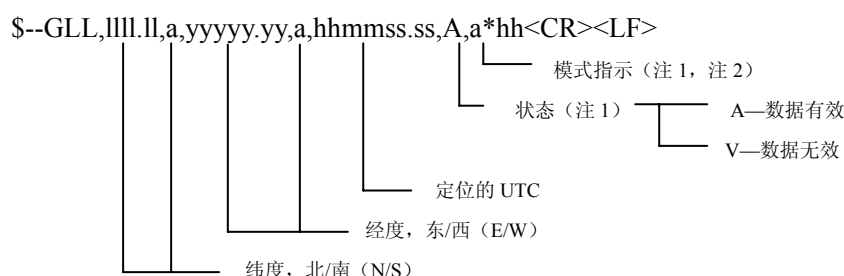 $--GLL,llll.ll,a,yyyyy.yy,a,hhmmss.ss,A,a*hh<CR><LF>
模式指示（注 1，注 2）
状态（注 1）
A—数据有效
V—数据无效
定位的 UTC
经度，东/西（E/W）
纬度，北/南（N/S）